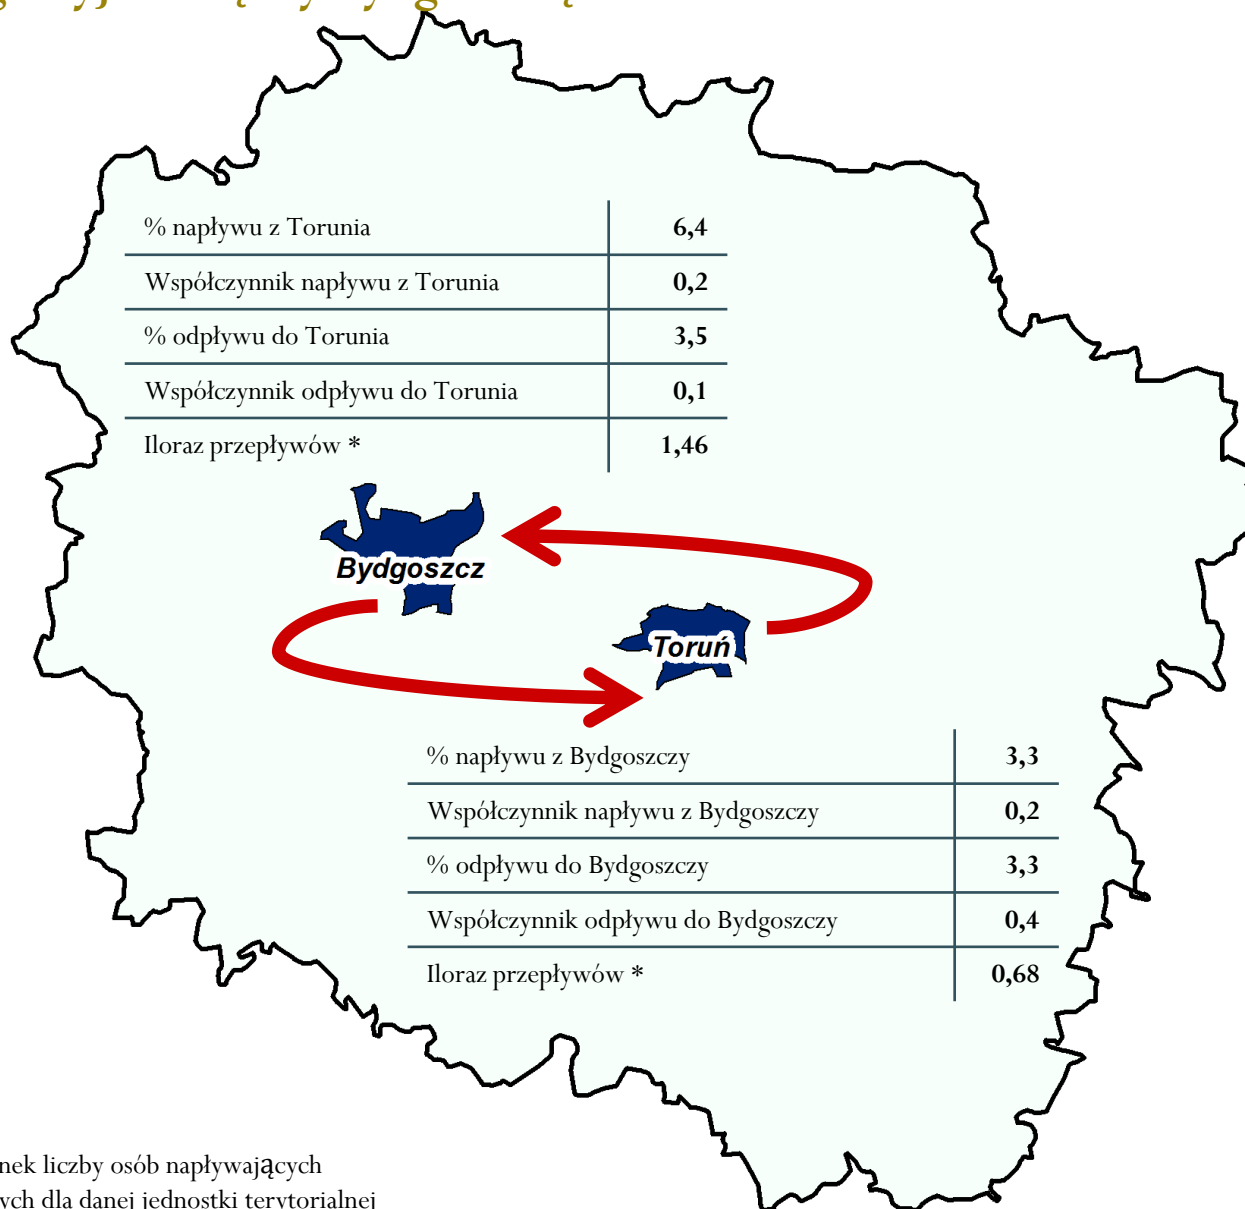 % napływu z Torunia 6,4
Współczynnik napływu z Torunia 0,2
% odpływu do Torunia 3,5
Współczynnik odpływu do Torunia 0,1
Iloraz przepływów * 1,46
Bydgoszcz
Toruń
% napływu z Bydgoszczy 3,3
Współczynnik napływu z Bydgoszczy 0,2
% odpływu do Bydgoszczy 3,3
Współczynnik odpływu do Bydgoszczy 0,4
Iloraz przepływów * 0,68
liczby osób napływających
dla danej jednostki terytorialnej